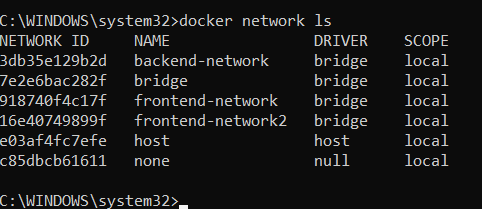 C:\WINDOWS\system32>docker network ls
NETWORK ID     NAME                DRIVER    SCOPE
3db35e129b2d   backend-network     bridge    local
7e2e6bac282f   bridge              bridge    local
918740f4c17f   frontend-network    bridge    local
16e40749899f   frontend-network2   bridge    local
e03af4fc7efe   host                host      local
c85dbcb61611   none                null      local
C:\WINDOWS\system32>